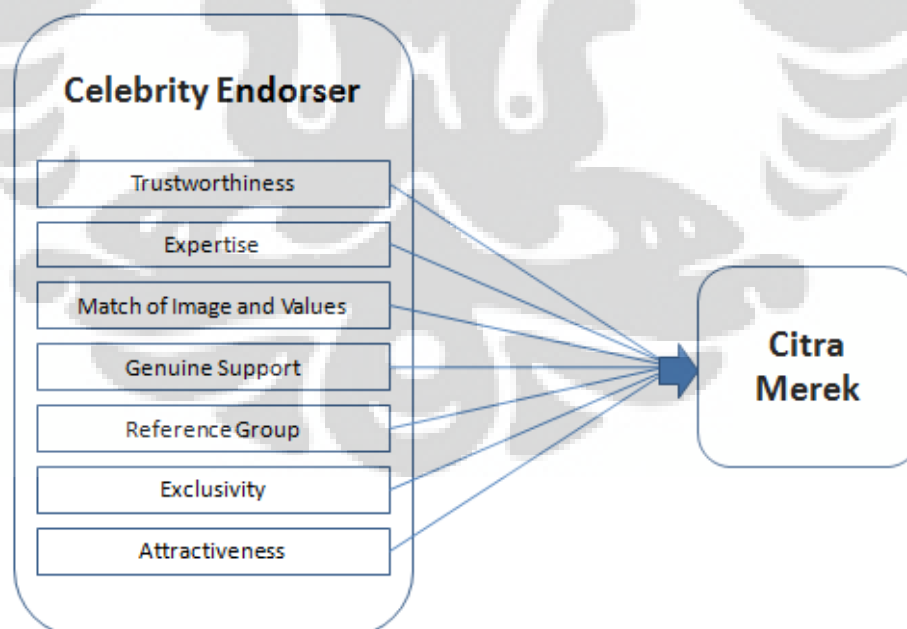 Celebrity Endorser
Trustworthiness
Expertise
Match of Image and Values
Genuine Support
Reference Group
Exclusivity
Attractiveness
Citra
Merek